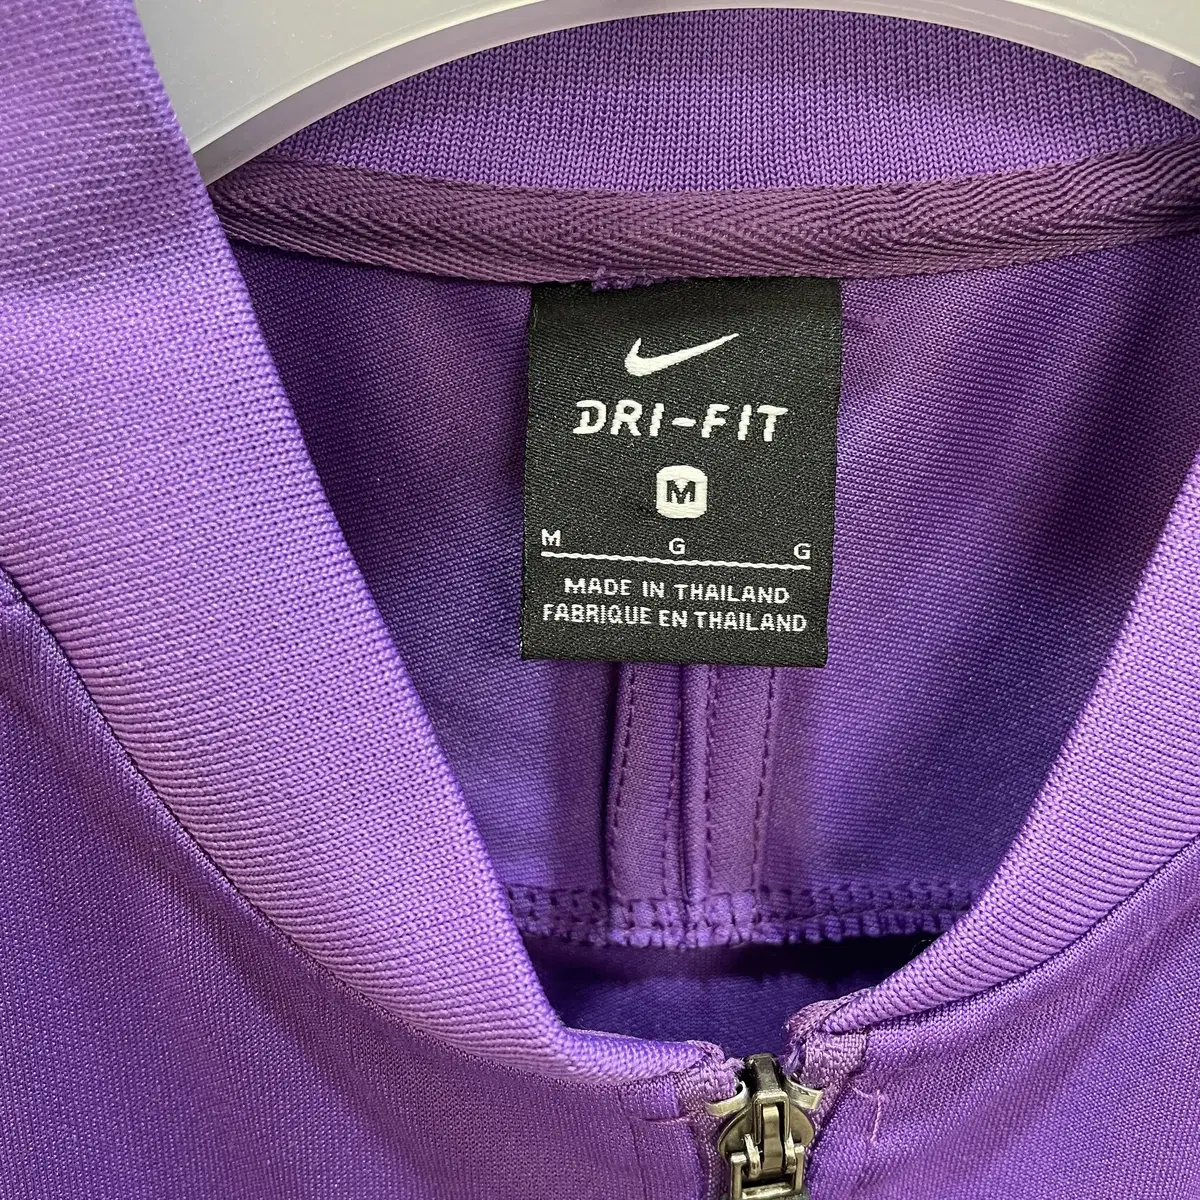 DRI-FIT
M
M G G
MADE IN THAILAND
FABRIQUE EN THAILAND